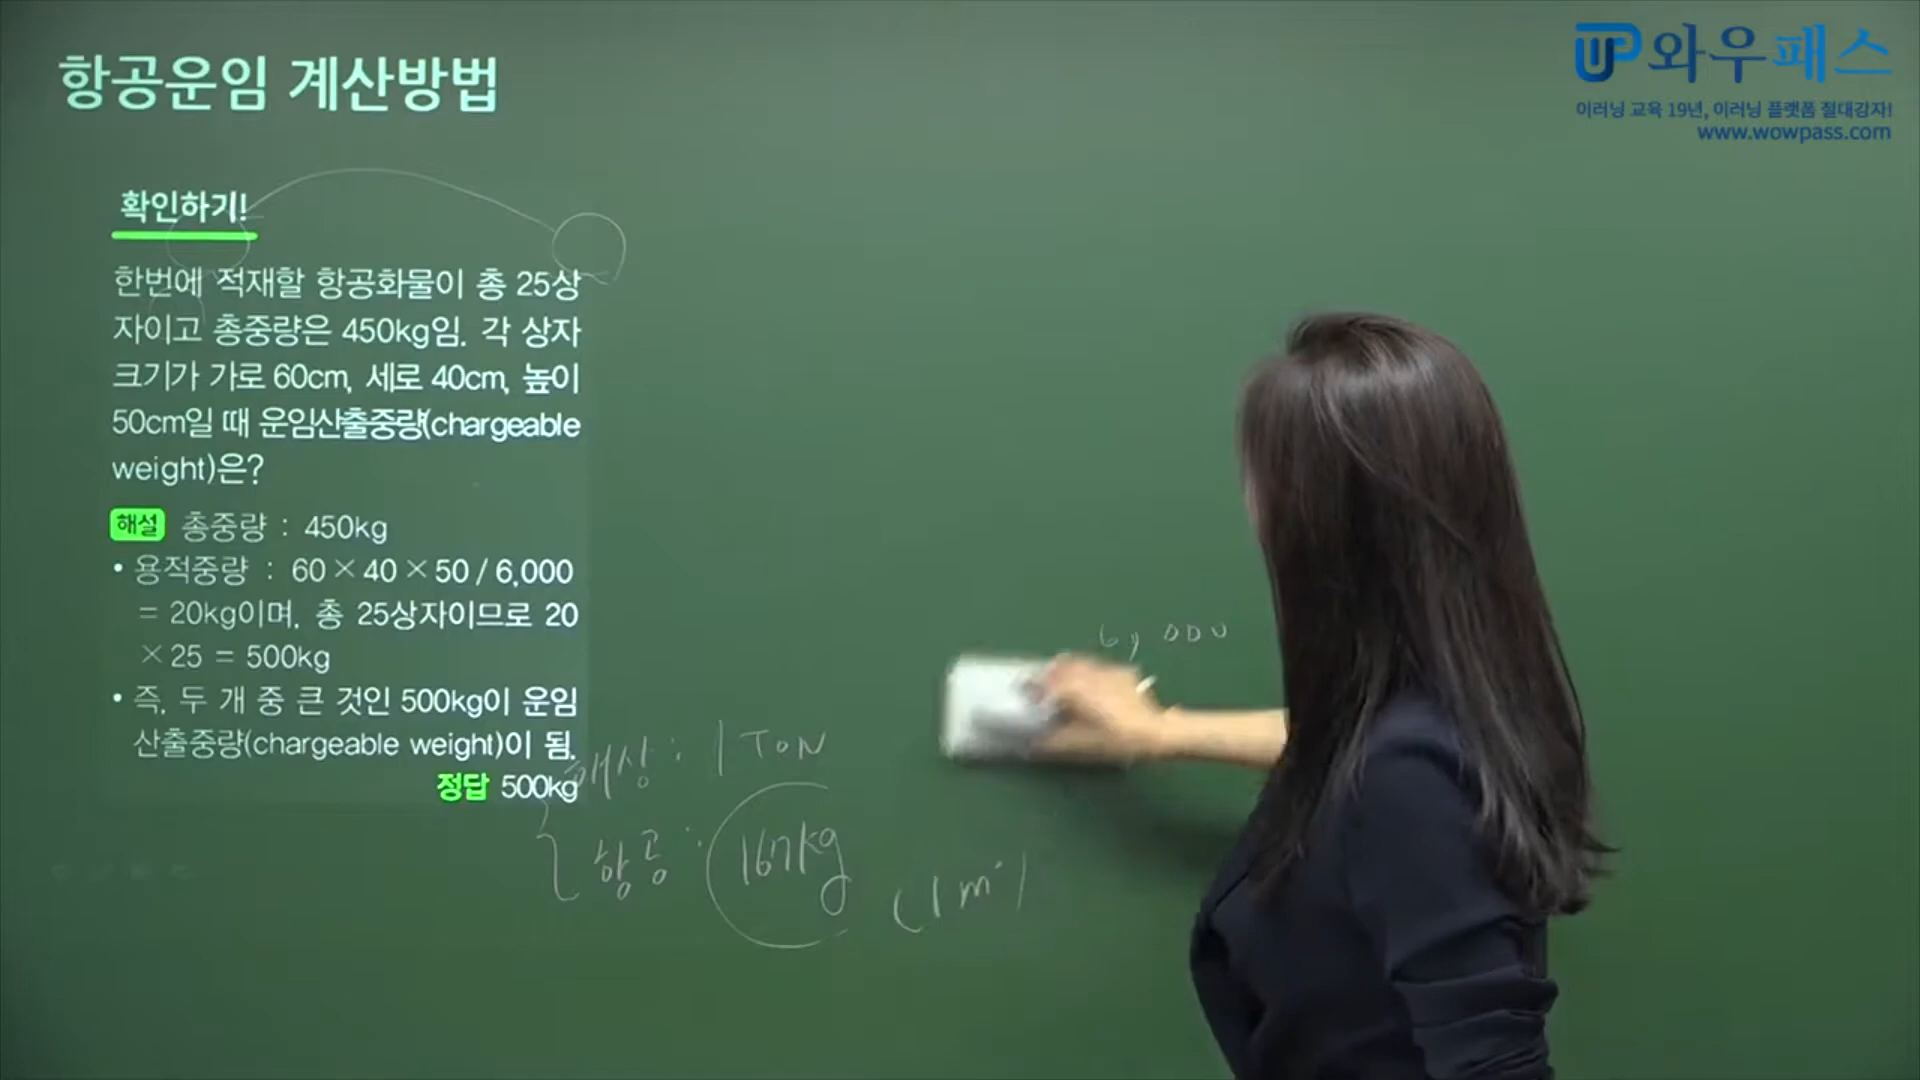 항공운임 계산방법
와우패스
이러닝 교육 19년, 이러닝 플랫폼 절대강자!
www.wowpass.com
확인하기!
한번에 적재할 항공화물이 총 25상
자이고 총중량은 450kg임. 각 상자
크기가 가로 60cm, 세로 40cm, 높이
50cm일 때 운임산출중량(chargeable
weight)은?
해설 총중량 : 450kg
• 용적중량 : 60 × 40 × 50 / 6,000
= 20kg이며, 총 25상자이므로 20
× 25 = 500kg
• 즉, 두 개 중 큰 것인 500kg이 운임
산출중량(chargeable weight)이 됨.
정답 500kg
6,000
해상 : 1 TON
항공 : 167kg
(1m³)